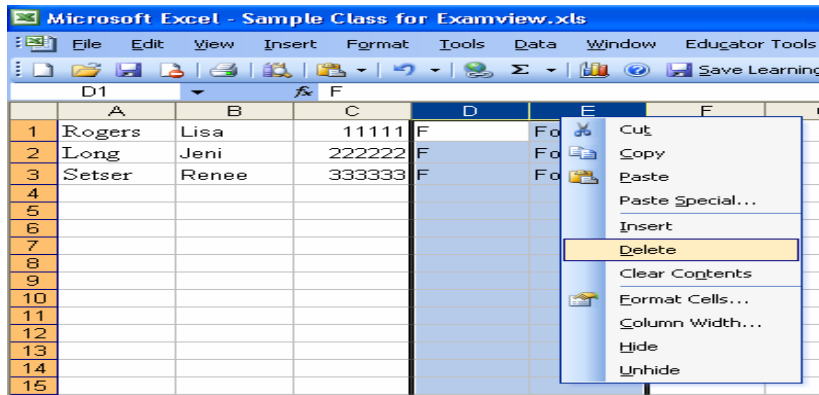 Microsoft Excel - Sample Class for Examview.xls
File Edit View Insert Format Tools Data Window Educator Tools
Σ Save Learning
D1 fx F
A B C D E F
1 Rogers Lisa 11111 F Fo
2 Long Jeni 222222 F Fo
3 Setser Renee 333333 F Fo
4
5
6
7
8
9
10
11
12
13
14
15
Cut
Copy
Paste
Paste Special...
Insert
Delete
Clear Contents
Format Cells...
Column Width...
Hide
Unhide